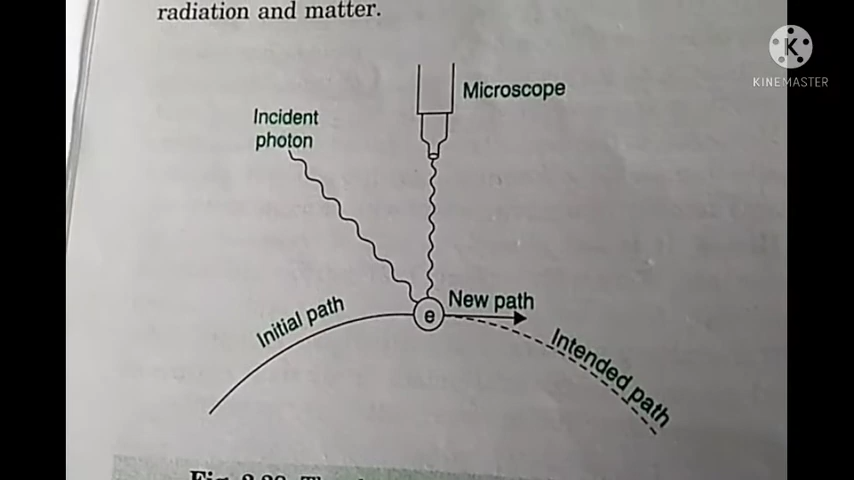 radiation and matter.
K
KINEMASTER
Microscope
Incident
photon
New path
Initial path
e
Intended path